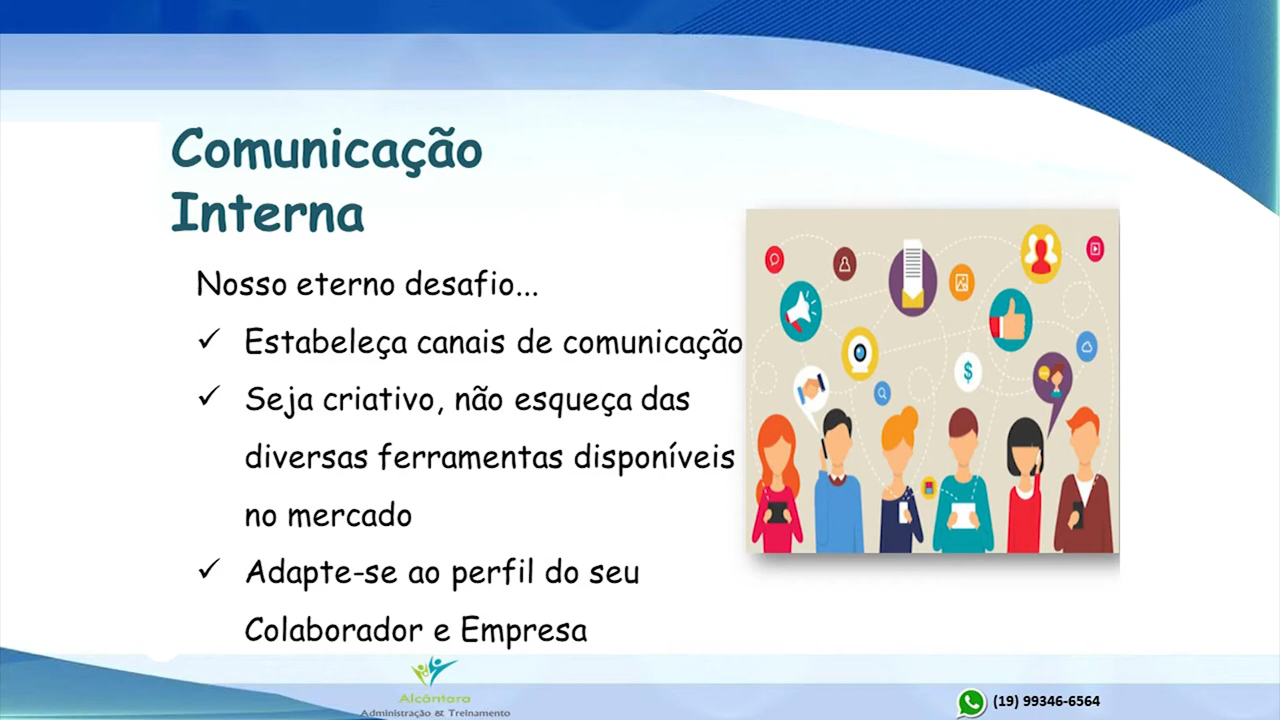 Comunicação
Interna
Nosso eterno desafio...
✓ Estabeleça canais de comunicação
✓ Seja criativo, não esqueça das
diversas ferramentas disponíveis
no mercado
✓ Adapte-se ao perfil do seu
Colaborador e Empresa
$
Alcântara
Administração & Treinamento
(19) 99346-6564